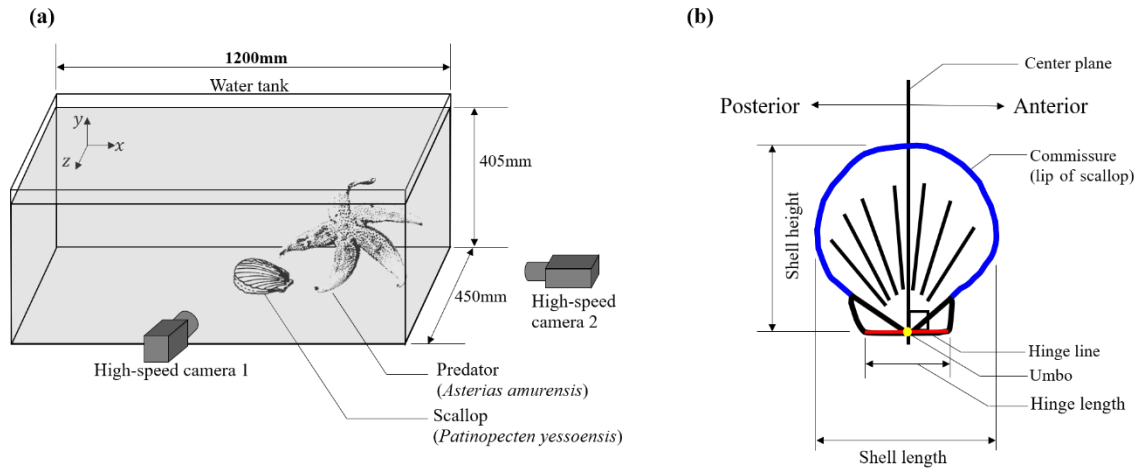 (a)
1200mm
Water tank
y
x
z
405mm
450mm
High-speed
camera 2
High-speed camera 1
Predator
(Asterias amurensis)
Scallop
(Patinopecten yessoensis)
(b)
Center plane
Posterior
Anterior
Commissure
(lip of scallop)
Shell height
Hinge line
Umbo
Hinge length
Shell length